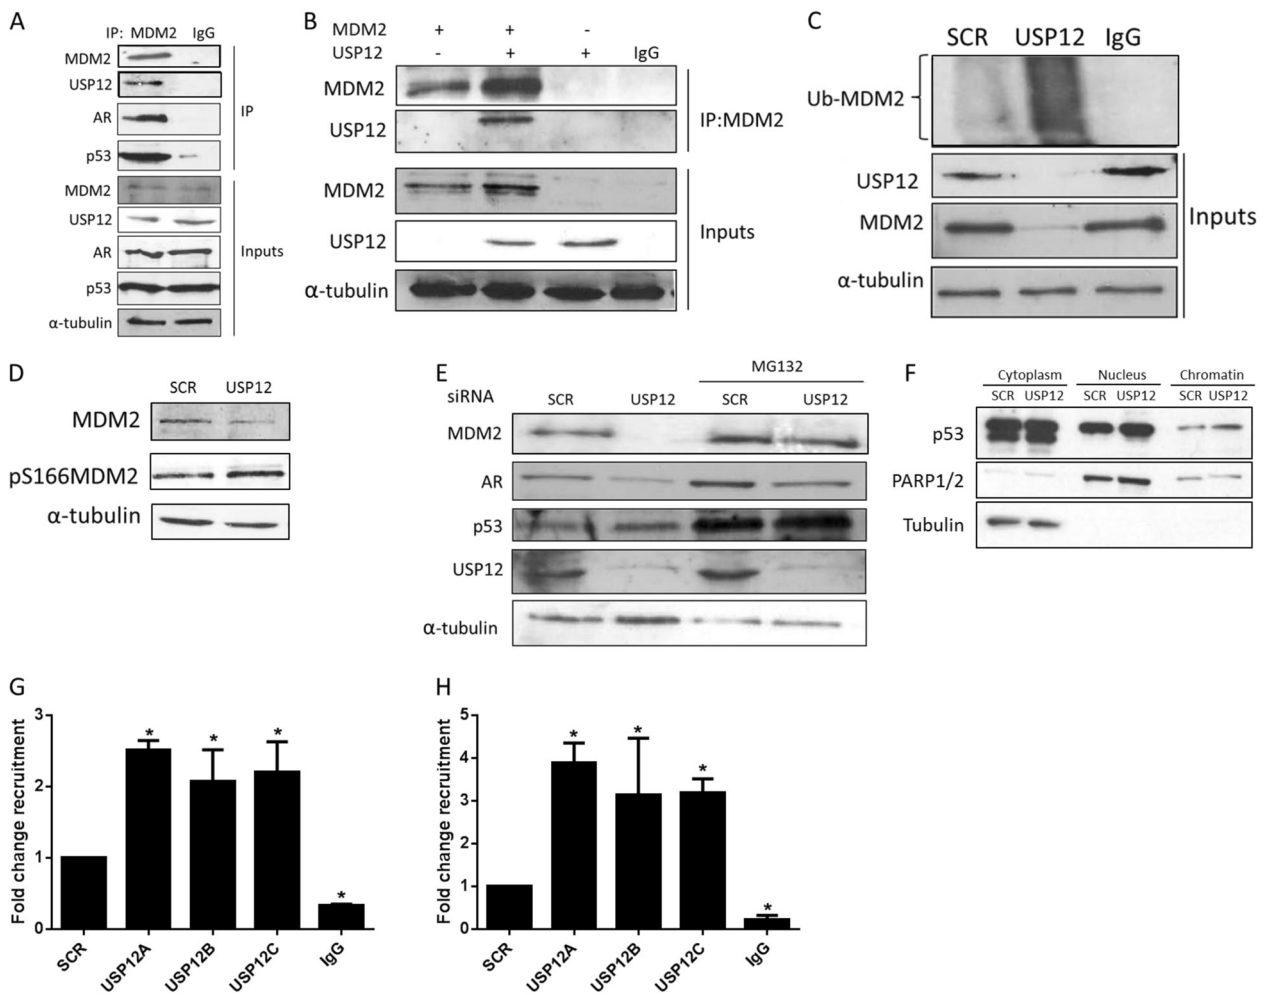 A
IP: MDM2 IgG
MDM2
USP12
AR
p53
IP
MDM2
USP12
AR
p53
α-tubulin
Inputs
B
MDM2 + + -
USP12 - + + IgG
MDM2
USP12
IP:MDM2
MDM2
USP12
α-tubulin
Inputs
C
SCR USP12 IgG
Ub-MDM2
USP12
MDM2
α-tubulin
Inputs
D
SCR USP12
MDM2
pS166MDM2
α-tubulin
E
MG132
siRNA SCR USP12 SCR USP12
MDM2
AR
p53
USP12
α-tubulin
F
Cytoplasm Nucleus Chromatin
SCR USP12 SCR USP12 SCR USP12
p53
PARP1/2
Tubulin
G
Fold change recruitment
3
2
1
0
* * * *
SCR USP12A USP12B USP12C IgG
H
Fold change recruitment
5
4
3
2
1
0
* * * *
SCR USP12A USP12B USP12C IgG